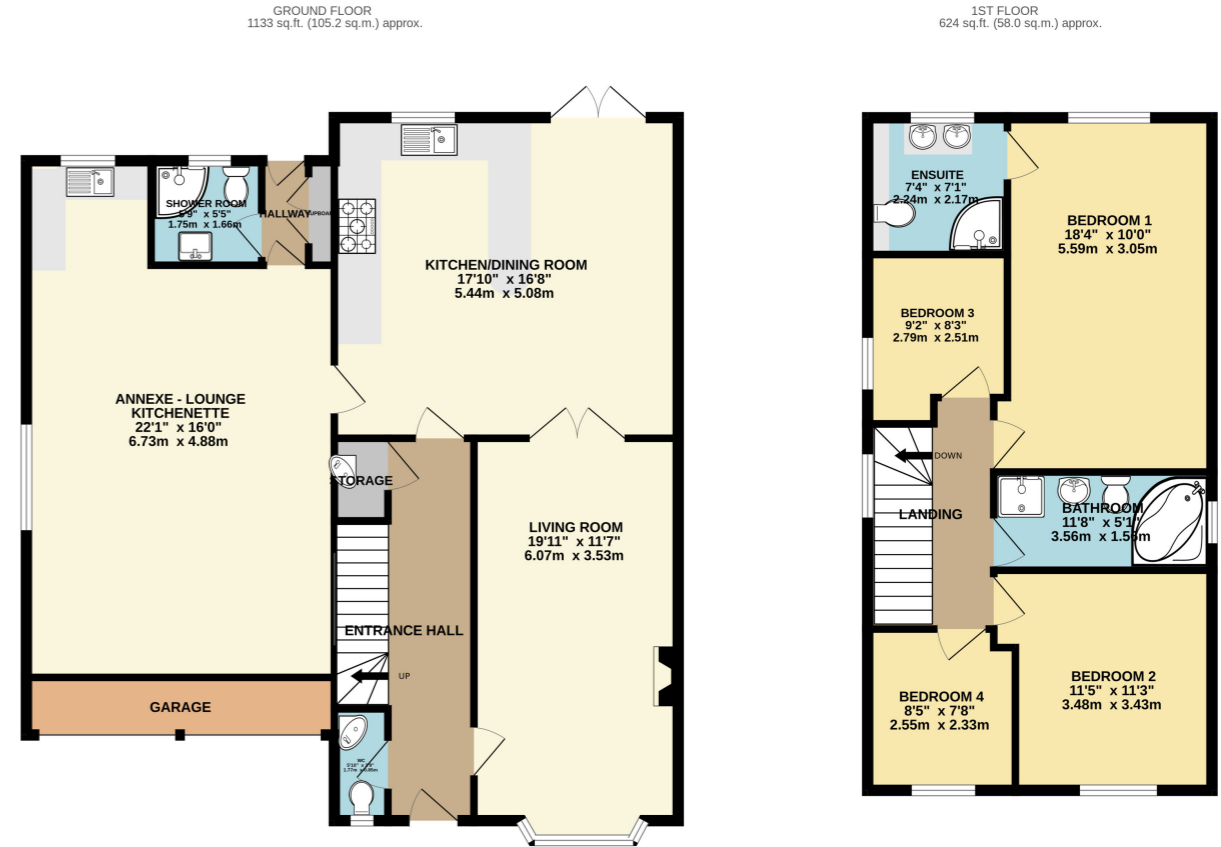 GROUND FLOOR
1133 sq.ft. (105.2 sq.m.) approx.
1ST FLOOR
624 sq.ft. (58.0 sq.m.) approx.
SHOWER ROOM
5'9" x 5'5"
1.75m x 1.66m
HALLWAY
KITCHEN/DINING ROOM
17'10" x 16'8"
5.44m x 5.08m
ANNEXE - LOUNGE
KITCHENETTE
22'1" x 16'0"
6.73m x 4.88m
STORAGE
LIVING ROOM
19'11" x 11'7"
6.07m x 3.53m
ENTRANCE HALL
UP
GARAGE
WC
ENSUITE
7'4" x 7'1"
2.24m x 2.17m
BEDROOM 1
18'4" x 10'0"
5.59m x 3.05m
BEDROOM 3
9'2" x 8'3"
2.79m x 2.51m
DOWN
LANDING
BATHROOM
11'8" x 5'1"
3.56m x 1.55m
BEDROOM 2
11'5" x 11'3"
3.48m x 3.43m
BEDROOM 4
8'5" x 7'8"
2.55m x 2.33m